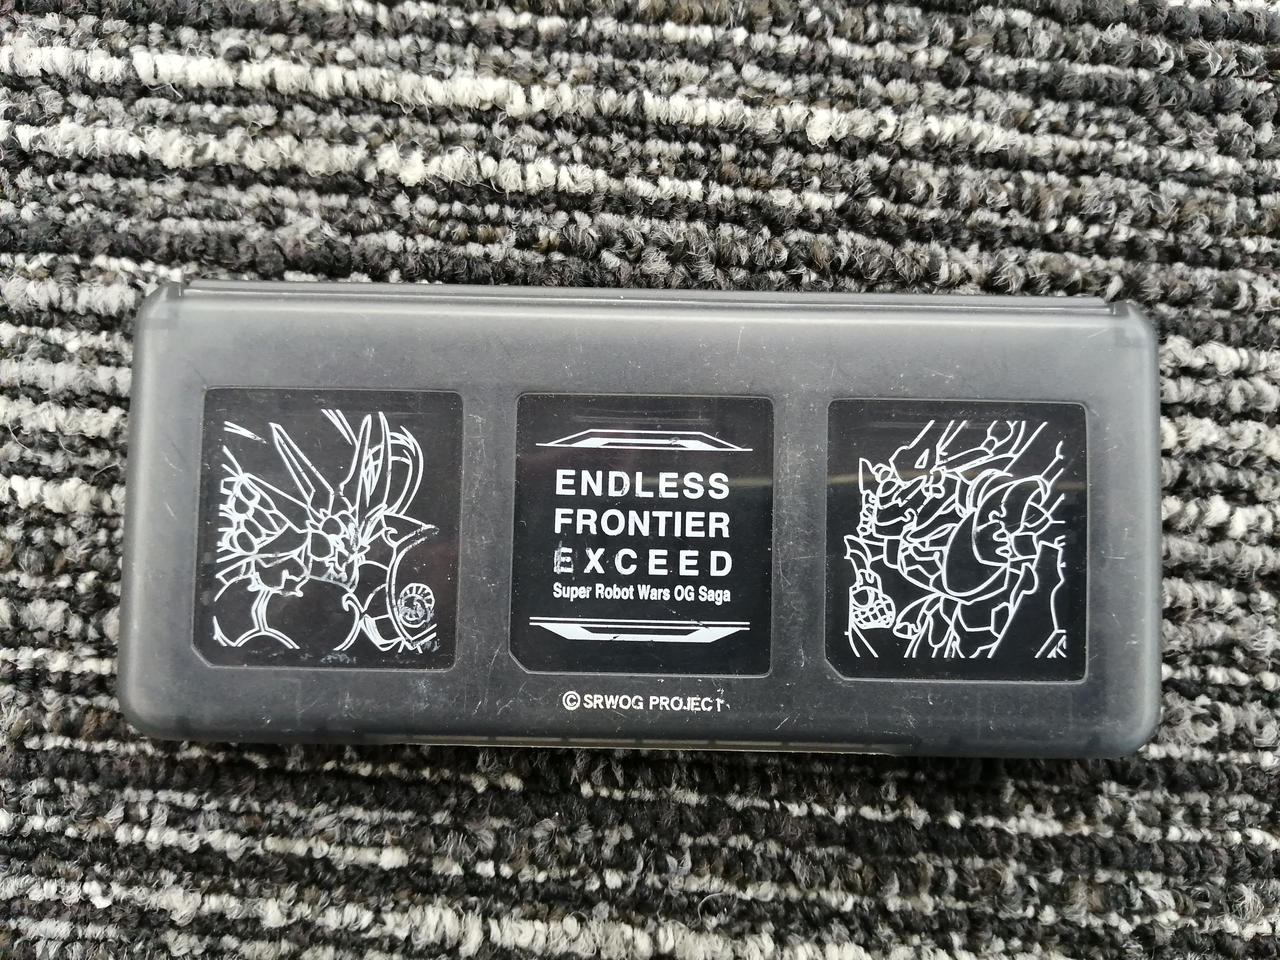 ENDLESS
FRONTIER
EXCEED
Super Robot Wars OG Saga
©SRWOG PROJECT